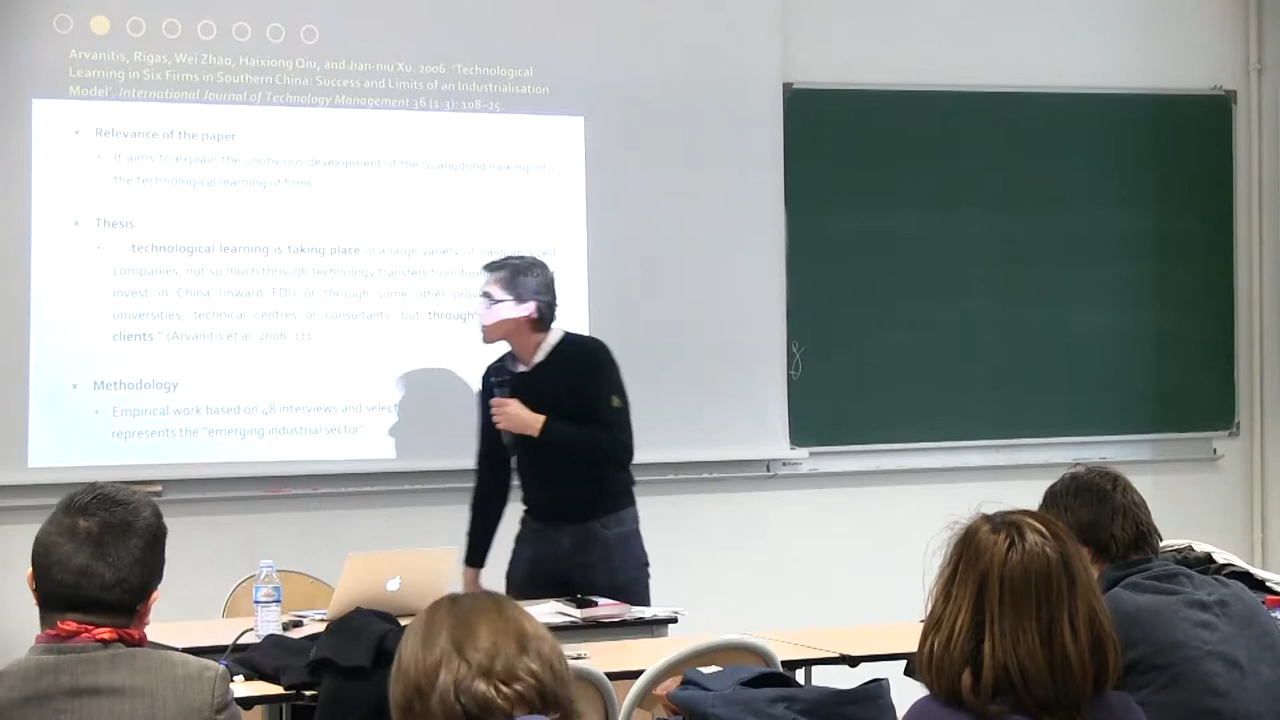 Arvanitis, Rigas, Wei Zhao, Haixiong Qiu, and Jian-niu Xu. 2006. ‘Technological
Learning in Six Firms in Southern China: Success and Limits of an Industrialisation
Model’. International Journal of Technology Management 36 (1-3): 108–25.
Relevance of the paper
It aims to explain the unobvious development of the Guangdong looking into
the technological learning of firms
Thesis
technological learning is taking place in a large variety of medium-sized
companies, not so much through technology transfers from
invest in China (inward FDI) or through some other
universities, technical centres or consultants, but through
clients ” (Arvanitis et al. 2006: 111)
Methodology
Empirical work based on 48 interviews and
represents the “emerging industrial sector”
8